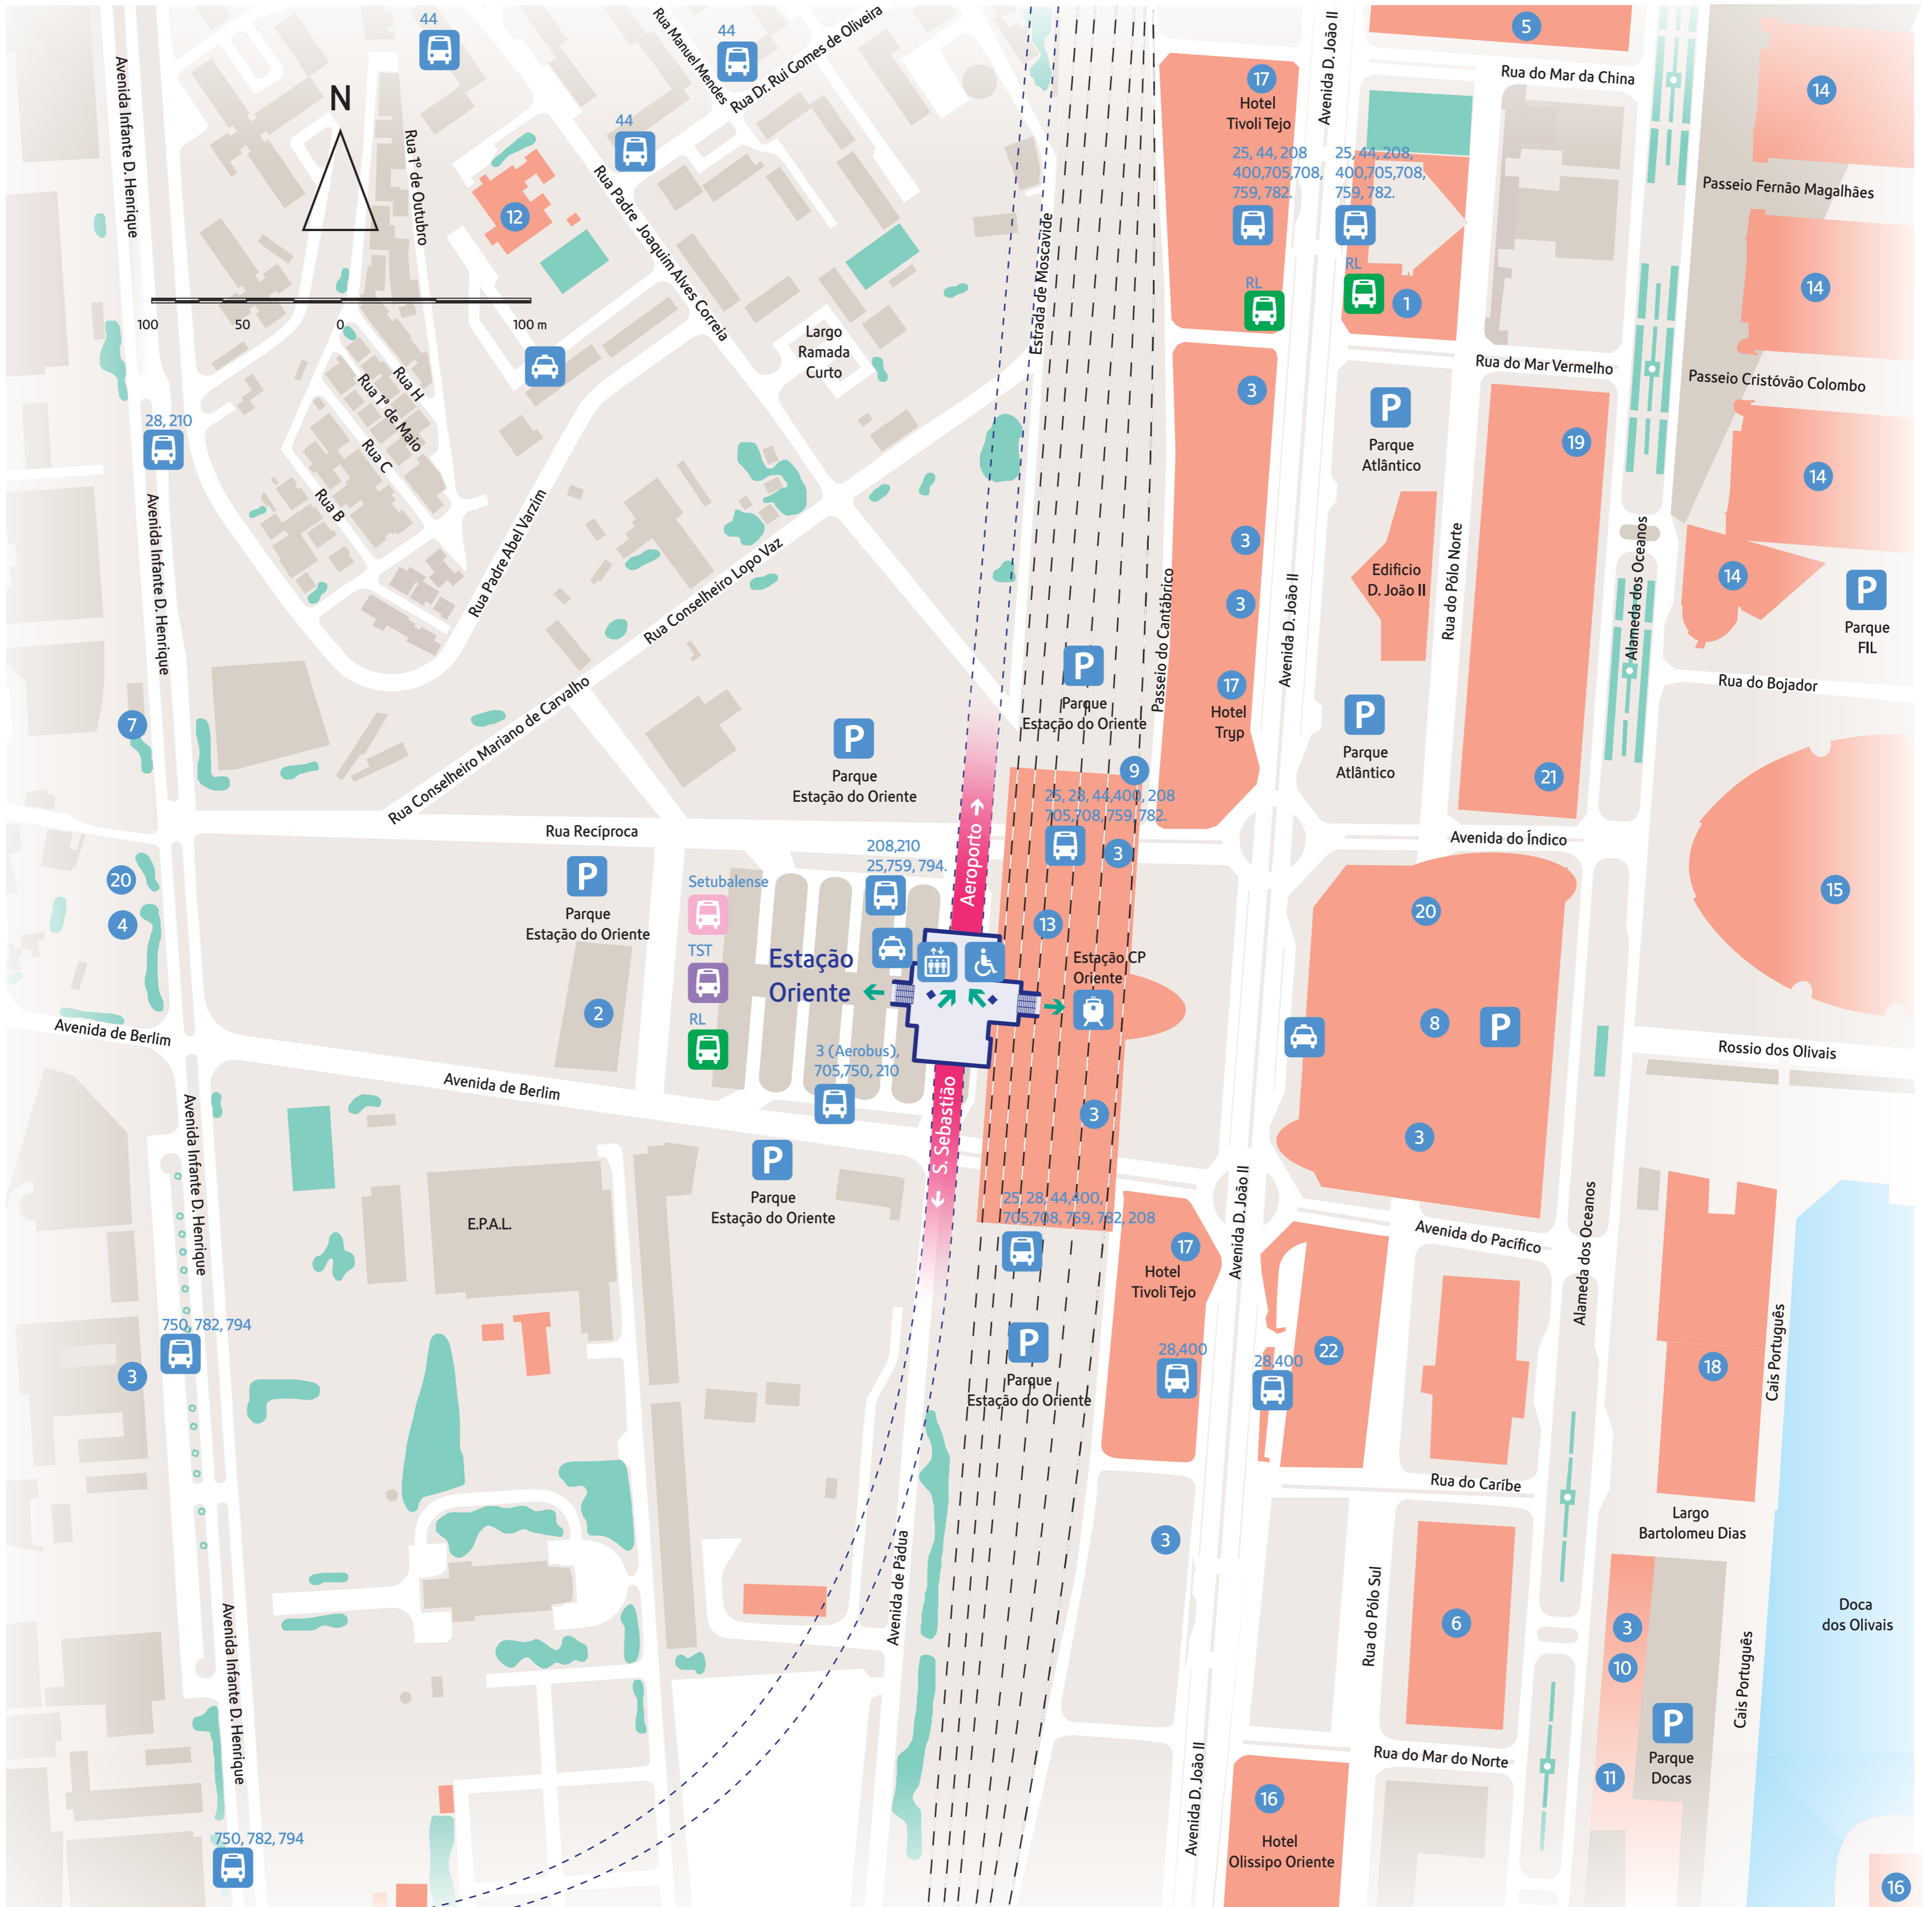 44
44
44
5
Rua do Mar da China
14
Rua Manuel Mendes
Rua Dr. Rui Gomes de Oliveira
Avenida Infante D. Henrique
N
Rua 1º de Outubro
12
Rua Padre Joaquim Alves Correia
Estrada de Moscavide
17
Hotel
Tivoli Tejo
Avenida D. João II
25, 44, 208
400,705,708,
759, 782.
25, 44, 208,
400,705,708,
759, 782.
RL
RL
1
Passeio Fernão Magalhães
14
100
50
0
100 m
Largo
Ramada
Curto
Rua do Mar Vermelho
Passeio Cristóvão Colombo
28, 210
Rua H
Rua 1º de Maio
Rua C
Rua B
3
P
Parque
Atlântico
19
14
Avenida Infante D. Henrique
Rua Padre Abel Varzim
Rua Conselheiro Lopo Vaz
3
3
Passeio do Cantábrico
Avenida D. João II
Edificio
D. João II
Rua do Pólo Norte
Alameda dos Oceanos
14
P
Parque
FIL
Rua do Bojador
7
Rua Conselheiro Mariano de Carvalho
P
Parque
Estação do Oriente
P
Parque
Estação do Oriente
17
Hotel
Tryp
P
Parque
Atlântico
21
9
25, 28, 44,400, 208
705,708, 759, 782.
3
Rua Recíproca
Avenida do Índico
20
4
P
Parque
Estação do Oriente
208,210
25,759, 794.
Setubalense
TST
RL
Aeroporto
13
20
15
Estação
Oriente
Estação CP
Oriente
2
8
P
Avenida de Berlim
Avenida de Berlim
3 (Aerobus),
705,750, 210
S. Sebastião
3
3
Rossio dos Olivais
Avenida Infante D. Henrique
P
Parque
Estação do Oriente
E.P.A.L.
25, 28, 44,400,
705,708, 759, 782, 208
17
Hotel
Tivoli Tejo
Avenida D. João II
Avenida do Pacífico
Alameda dos Oceanos
750, 782, 794
3
P
Parque
Estação do Oriente
28,400
28,400
22
18
Cais Português
Rua do Caríbe
Largo
Bartolomeu Dias
Avenida de Pádua
3
Rua do Pólo Sul
6
3
10
Doca
dos Olivais
Avenida Infante D. Henrique
Cais Português
P
Parque
Docas
11
Rua do Mar do Norte
Avenida D. João II
16
Hotel
Olissipo Oriente
750, 782, 794
16